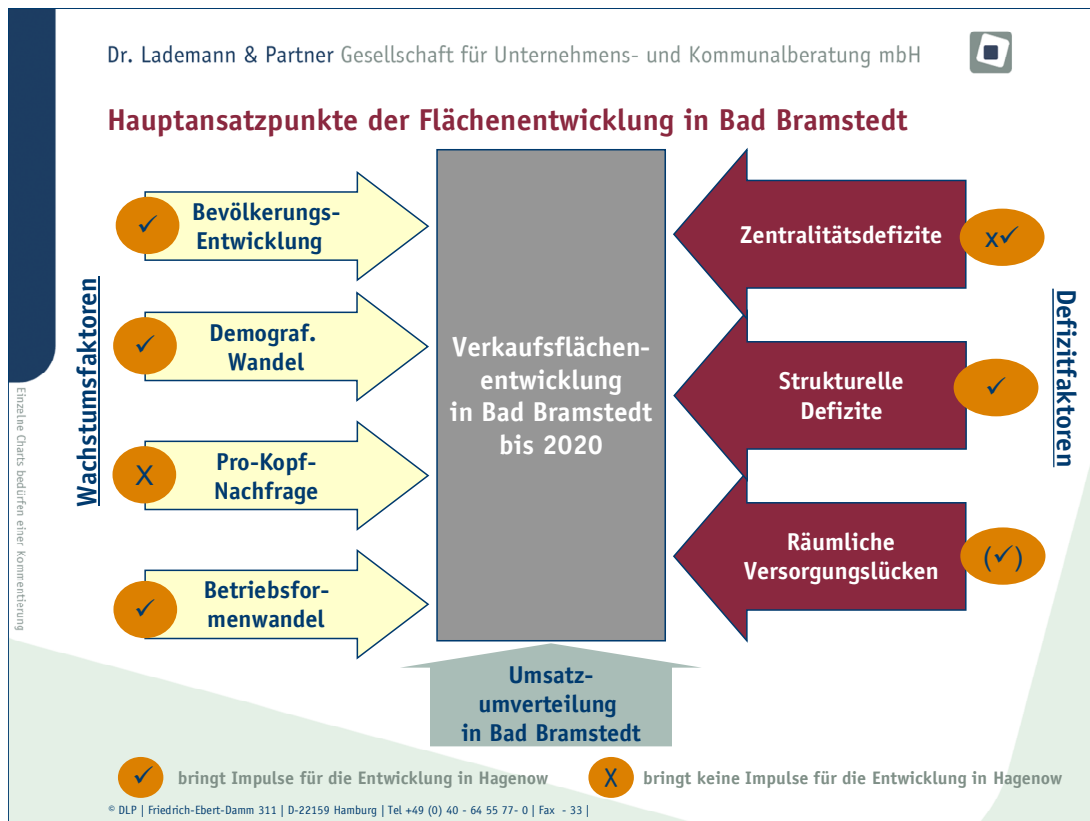 Dr. Lademann & Partner Gesellschaft für Unternehmens- und Kommunalberatung mbH
Hauptansatzpunkte der Flächenentwicklung in Bad Bramstedt
Wachstumsfaktoren
✓
Bevölkerungs-
Entwicklung
✓
Demograf.
Wandel
X
Pro-Kopf-
Nachfrage
✓
Betriebsfor-
menwandel
Verkaufsflächen-
entwicklung
in Bad Bramstedt
bis 2020
Zentralitätsdefizite
x✓
Strukturelle
Defizite
✓
Räumliche
Versorgungslücken
(✓)
Defizitfaktoren
Umsatz-
umverteilung
in Bad Bramstedt
✓ bringt Impulse für die Entwicklung in Hagenow
X bringt keine Impulse für die Entwicklung in Hagenow
© DLP | Friedrich-Ebert-Damm 311 | D-22159 Hamburg | Tel +49 (0) 40 - 64 55 77- 0 | Fax - 33 |
Einzelne Charts bedürfen einer Kommentierung